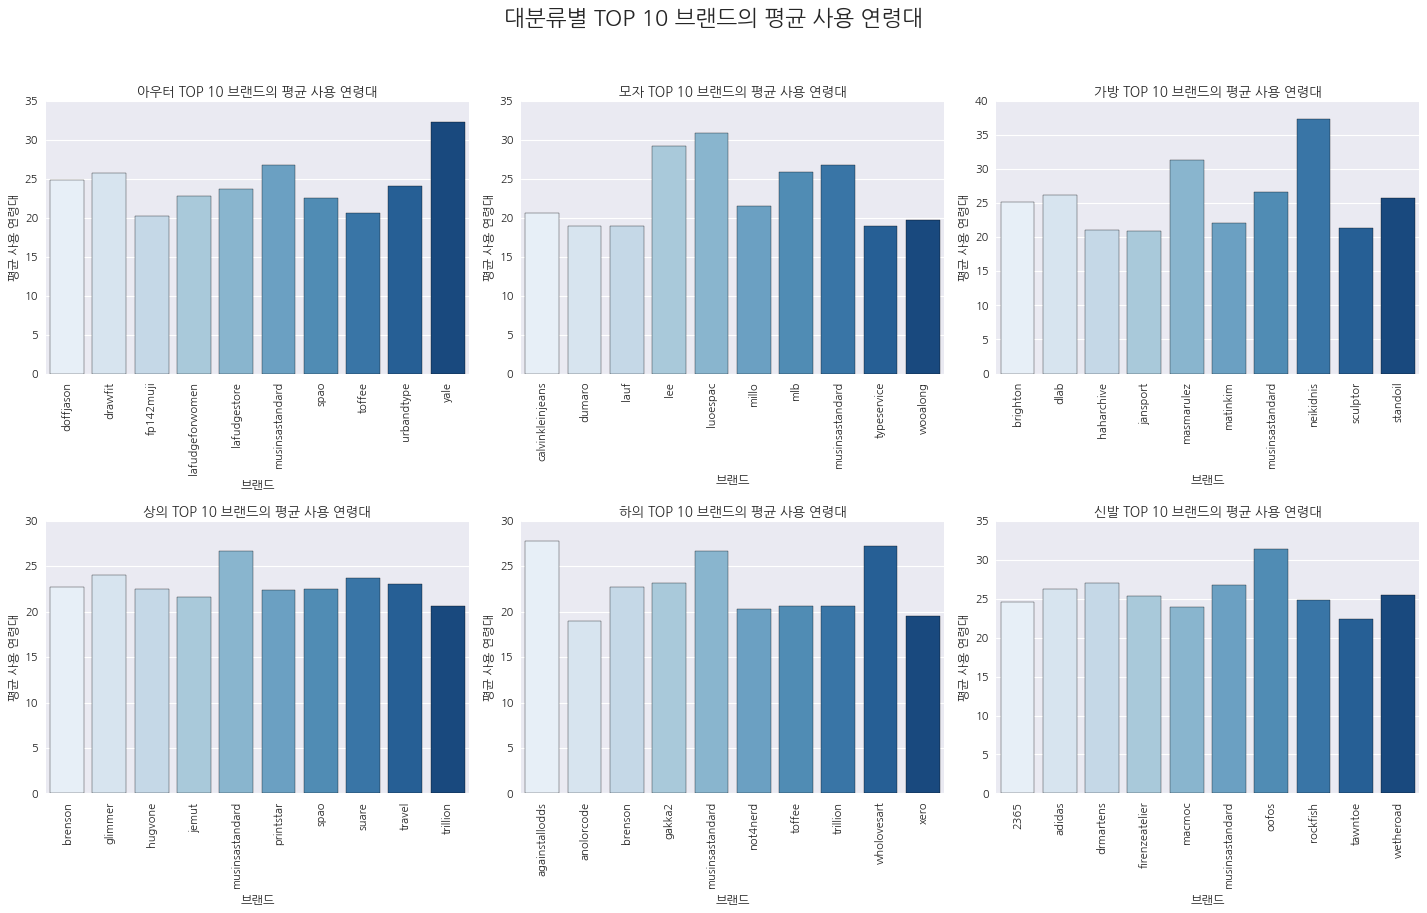 대분류별 TOP 10 브랜드의 평균 사용 연령대
아우터 TOP 10 브랜드의 평균 사용 연령대
평균 사용 연령대
35
30
25
20
15
10
5
0
doffjason
drawfit
fp142muji
lafudgeforwomen
lafudgestore
musinsastandard
spao
toffee
urbandtype
yale
브랜드
모자 TOP 10 브랜드의 평균 사용 연령대
평균 사용 연령대
35
30
25
20
15
10
5
0
calvinkleinjeans
dumaro
lauf
lee
luoespac
millo
mlb
musinsastandard
typeservice
wooalong
브랜드
가방 TOP 10 브랜드의 평균 사용 연령대
평균 사용 연령대
40
35
30
25
20
15
10
5
0
brighton
dlab
haharchive
jansport
masmarulez
matinkim
musinsastandard
neikidnis
sculptor
standoil
브랜드
상의 TOP 10 브랜드의 평균 사용 연령대
평균 사용 연령대
30
25
20
15
10
5
0
brenson
glimmer
hugvone
jemut
musinsastandard
printstar
spao
suare
travel
trillion
브랜드
하의 TOP 10 브랜드의 평균 사용 연령대
평균 사용 연령대
30
25
20
15
10
5
0
againstallodds
anolorcode
brenson
gakka2
musinsastandard
not4nerd
toffee
trillion
wholovesart
xero
브랜드
신발 TOP 10 브랜드의 평균 사용 연령대
평균 사용 연령대
35
30
25
20
15
10
5
0
2365
adidas
drmartens
firenzeatelier
macmoc
musinsastandard
oofos
rockfish
tawntoe
wetheroad
브랜드